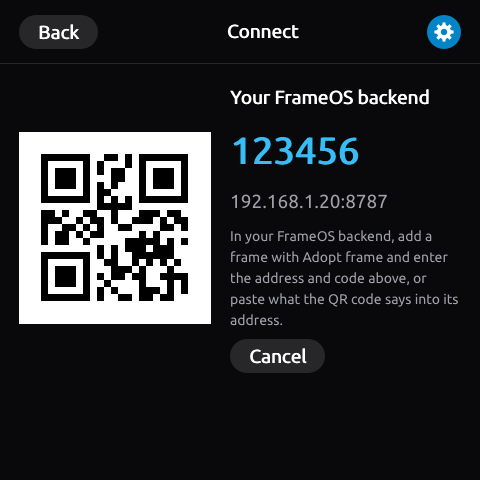 Back
Connect
Your FrameOS backend
123456
192.168.1.20:8787
In your FrameOS backend, add a
frame with Adopt frame and enter
the address and code above, or
paste what the QR code says into its
address.
Cancel